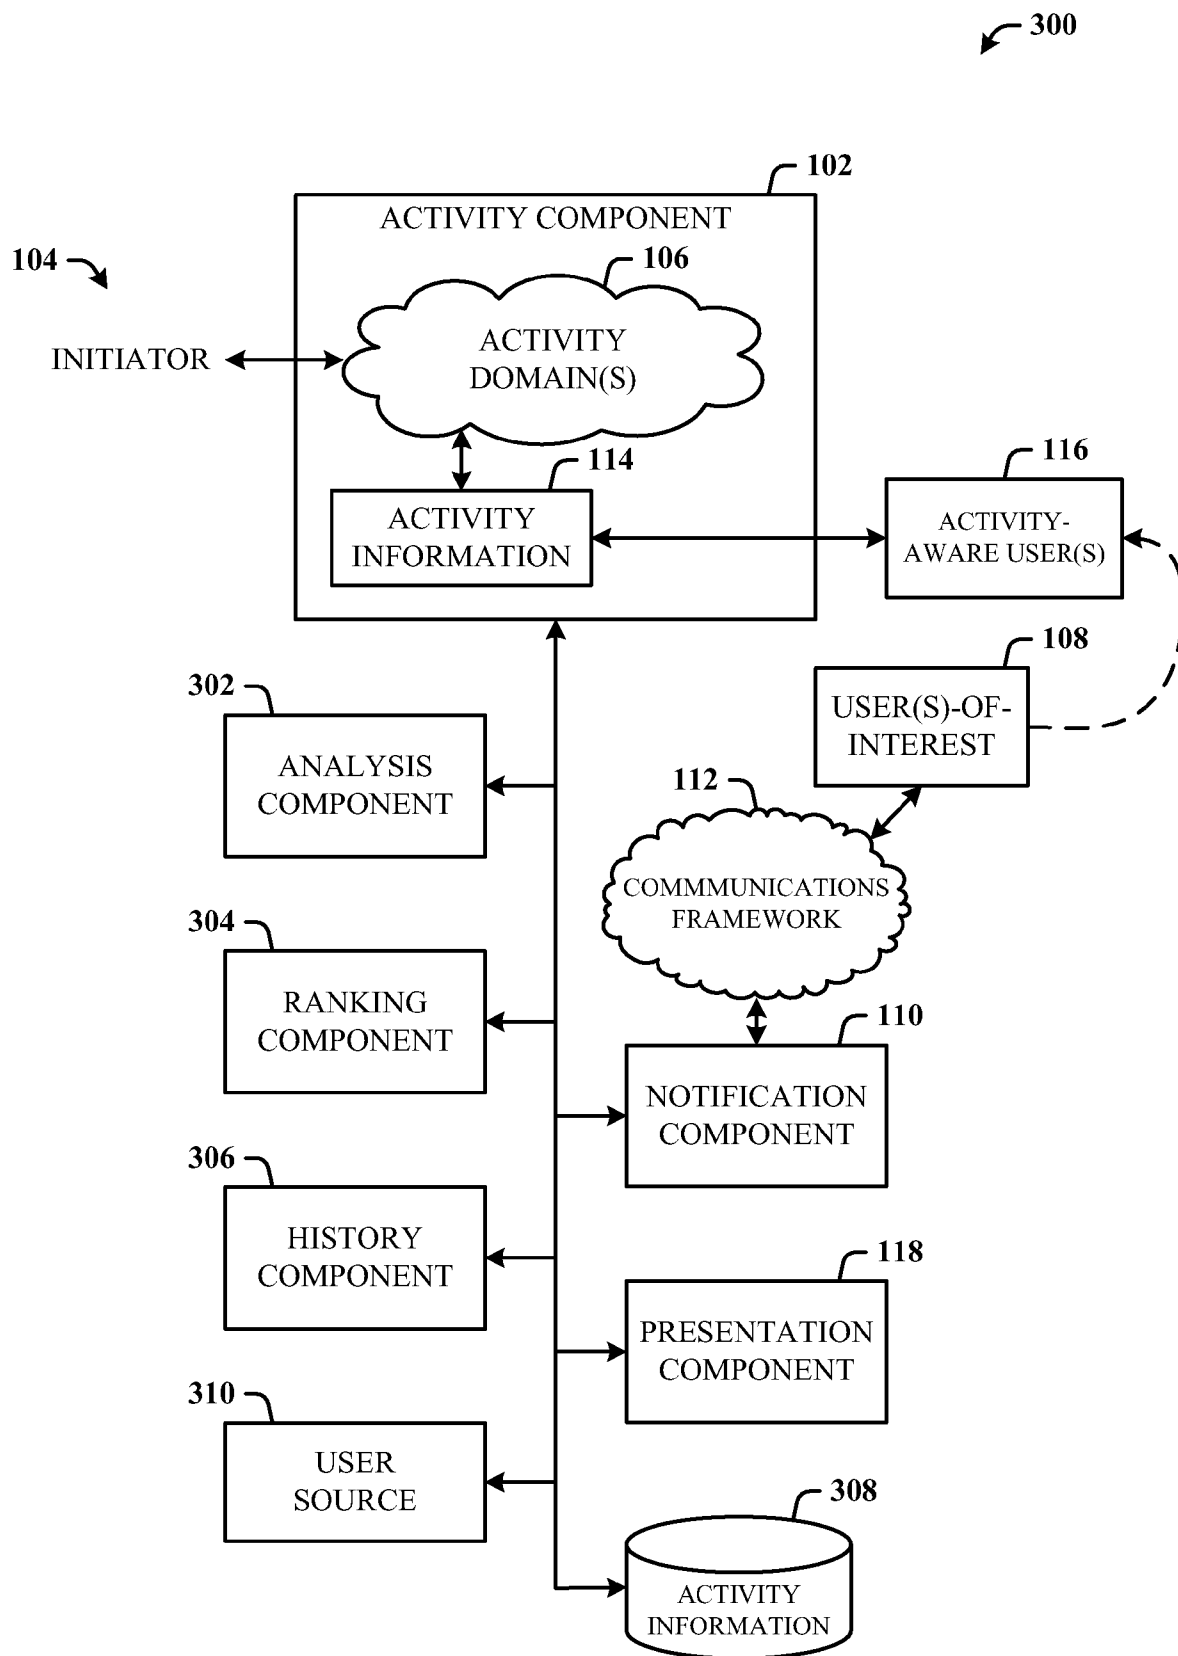 300
102
ACTIVITY COMPONENT
104
106
INITIATOR
ACTIVITY
DOMAIN(S)
114
ACTIVITY
INFORMATION
116
ACTIVITY-
AWARE USER(S)
108
USER(S)-OF-
INTEREST
302
ANALYSIS
COMPONENT
112
COMMMUNICATIONS
FRAMEWORK
304
RANKING
COMPONENT
110
NOTIFICATION
COMPONENT
306
HISTORY
COMPONENT
118
PRESENTATION
COMPONENT
310
USER
SOURCE
308
ACTIVITY
INFORMATION